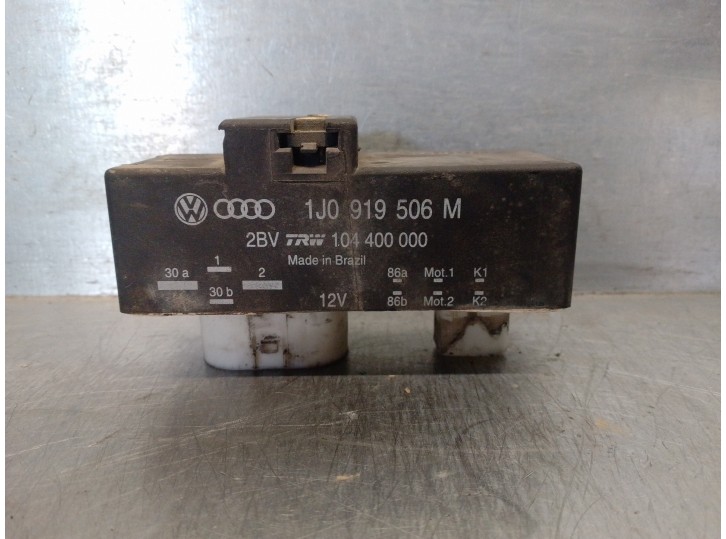 1J0 919 506 M
2BV TRW 104 400 000
Made in Brazil
30 a 1 2 86a Mot.1 K1
30 b 12V 86b Mot.2 K2